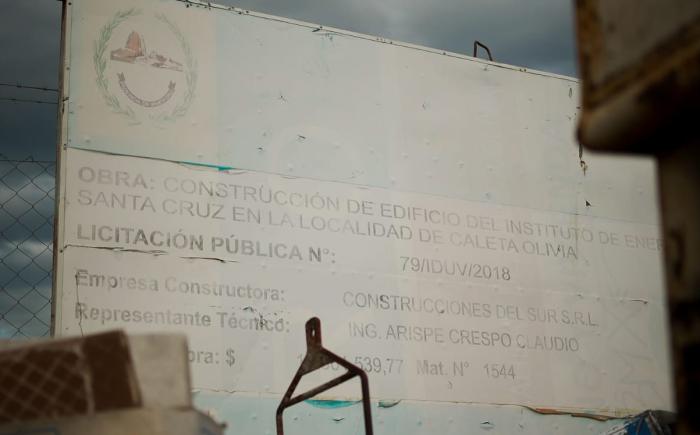 OBRA: CONSTRUCCIÓN DE EDIFICIO DEL INSTITUTO DE ENER
SANTA CRUZ EN LA LOCALIDAD DE CALETA OLIVIA
LICITACIÓN PÚBLICA N°: 79/IDUV/2018
Empresa Constructora: CONSTRUCCIONES DEL SUR S.R.L.
Representante Técnico: ING. ARISPE CRESPO CLAUDIO
bra: $ 539,77 Mat. N° 1544